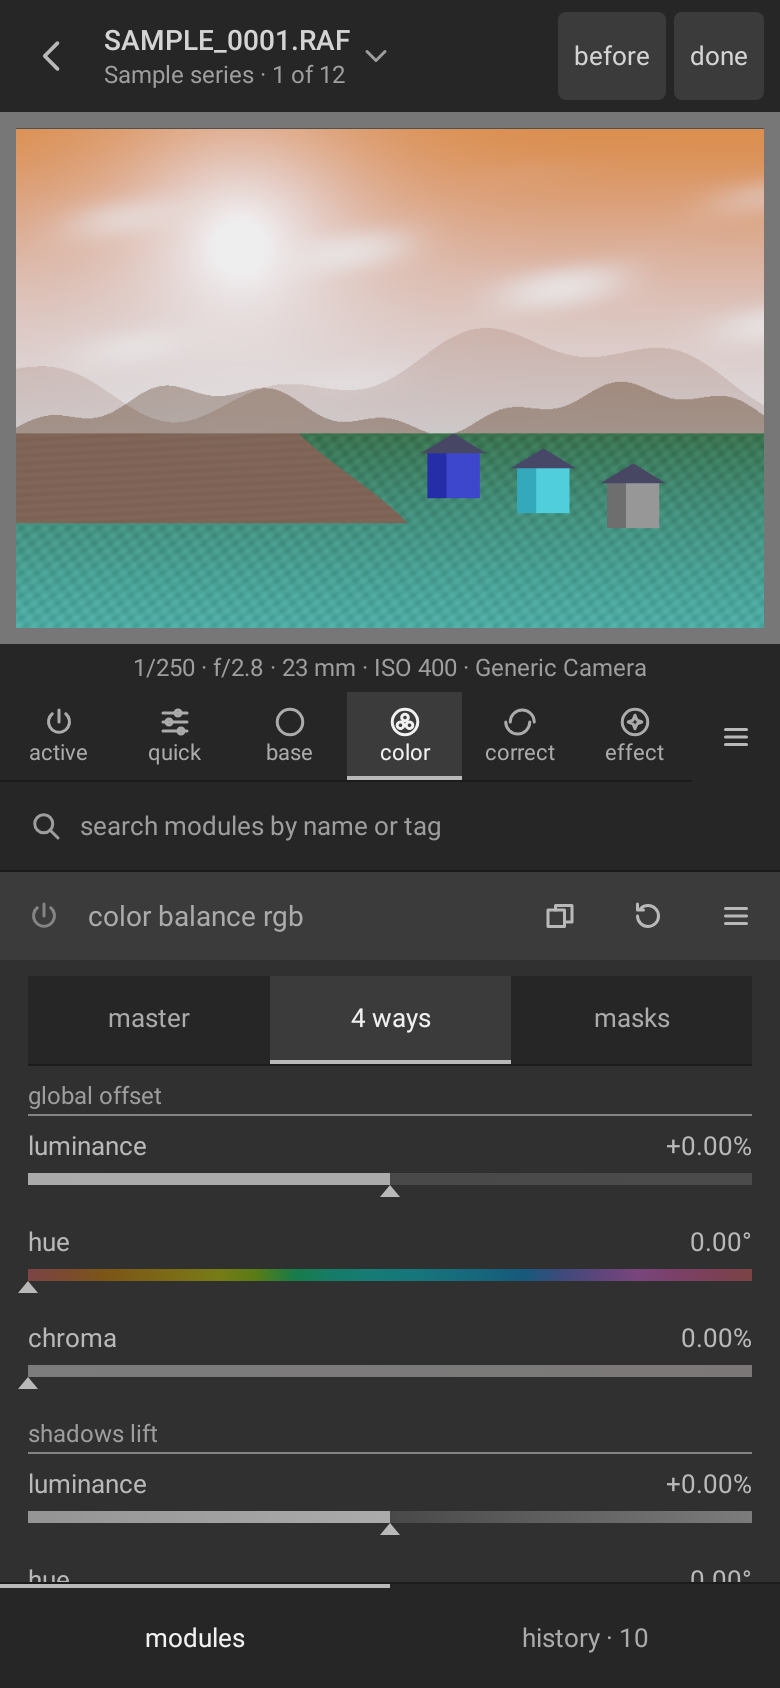 SAMPLE_0001.RAF
Sample series · 1 of 12
before
done
1/250 · f/2.8 · 23 mm · ISO 400 · Generic Camera
active
quick
base
color
correct
effect
search modules by name or tag
color balance rgb
master
4 ways
masks
global offset
luminance +0.00%
hue 0.00°
chroma 0.00%
shadows lift
luminance +0.00%
hue 0.00°
modules
history · 10